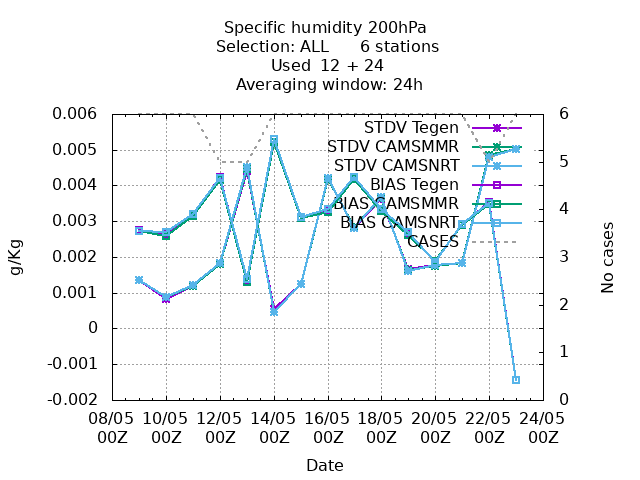 Specific humidity 200hPa
Selection: ALL 6 stations
Used 12 + 24
Averaging window: 24h
0.006
0.005
0.004
0.003
0.002
0.001
0
-0.001
-0.002
g/Kg
STDV Tegen
STDV CAMSMMR
STDV CAMSNRT
BIAS Tegen
BIAS CAMSMMR
BIAS CAMSNRT
CASES
6
5
4
3
2
1
0
No cases
08/05 10/05 12/05 14/05 16/05 18/05 20/05 22/05 24/05
00Z 00Z 00Z 00Z 00Z 00Z 00Z 00Z 00Z
Date